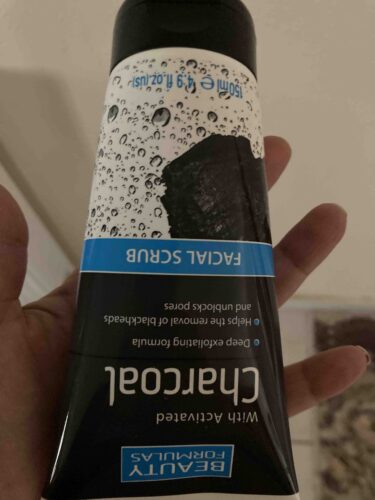 BEAUTY
FORMULAS
With Activated
Charcoal
Deep exfoliating formula
Helps the removal of blackheads
and unblocks pores
FACIAL SCRUB
150ml ℮ 4.9 fl.oz.(US)